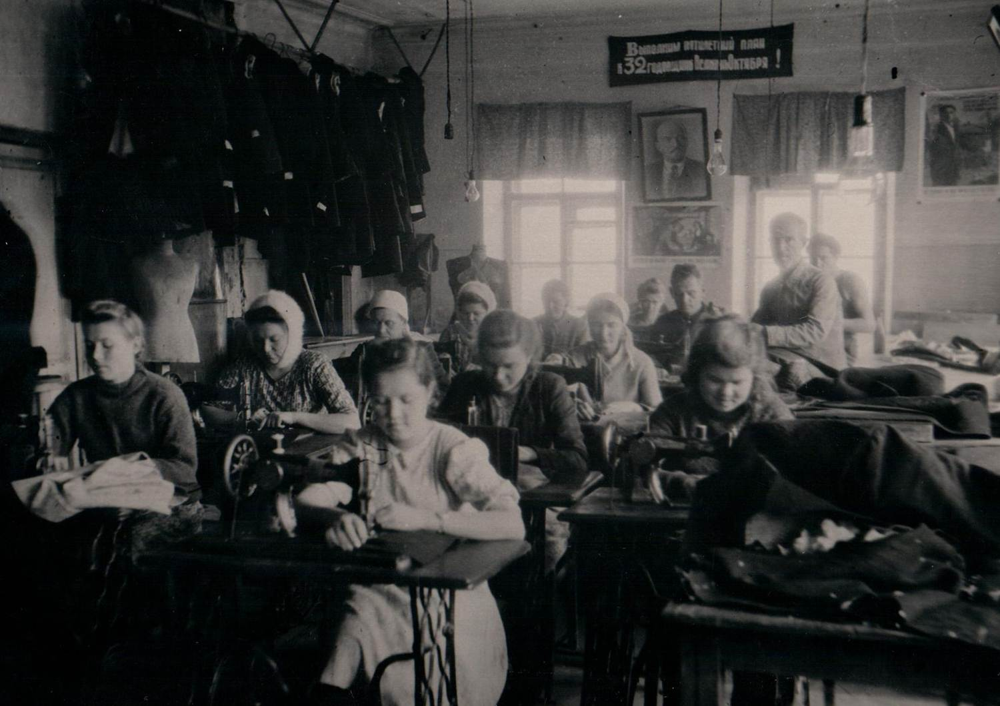 Выполним пятилетний план
к 32 годовщине Великого Октября !